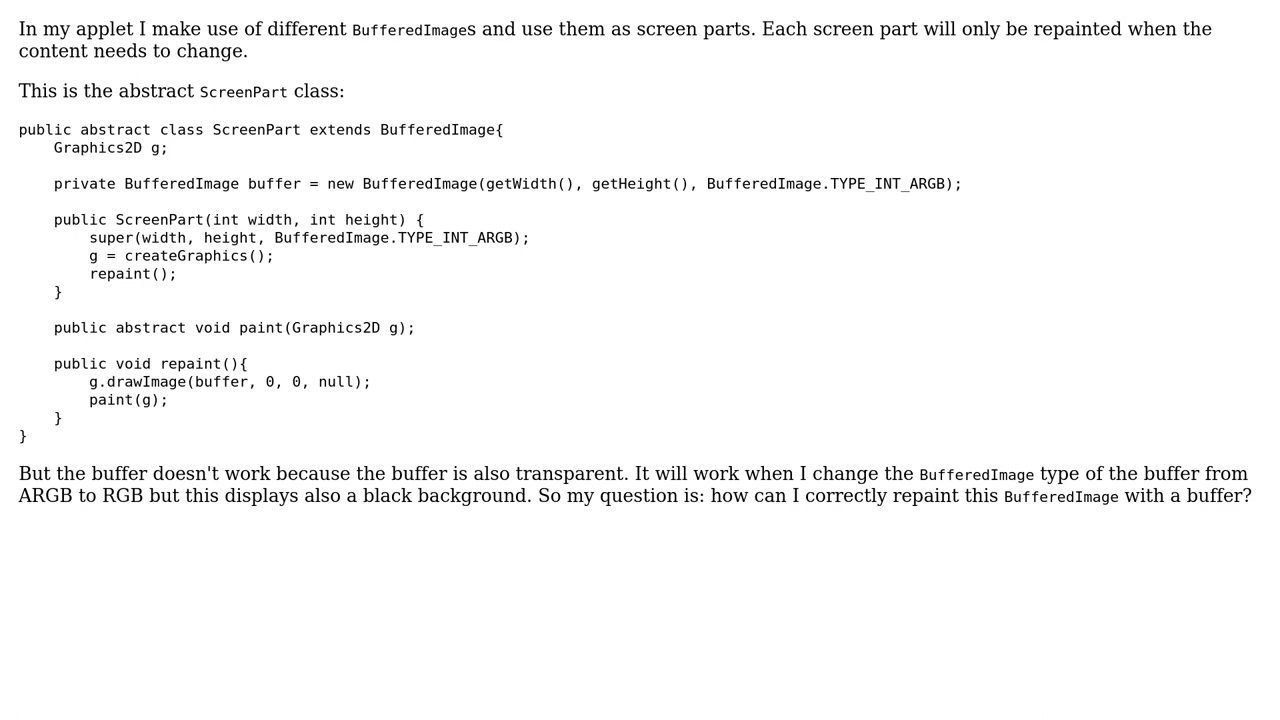 In my applet I make use of different BufferedImages and use them as screen parts. Each screen part will only be repainted when the
content needs to change.
This is the abstract ScreenPart class:
public abstract class ScreenPart extends BufferedImage{
    Graphics2D g;
    private BufferedImage buffer = new BufferedImage(getWidth(), getHeight(), BufferedImage.TYPE_INT_ARGB);
    public ScreenPart(int width, int height) {
        super(width, height, BufferedImage.TYPE_INT_ARGB);
        g = createGraphics();
        repaint();
    }
    public abstract void paint(Graphics2D g);
    public void repaint(){
        g.drawImage(buffer, 0, 0, null);
        paint(g);
    }
}
But the buffer doesn't work because the buffer is also transparent. It will work when I change the BufferedImage type of the buffer from
ARGB to RGB but this displays also a black background. So my question is: how can I correctly repaint this BufferedImage with a buffer?